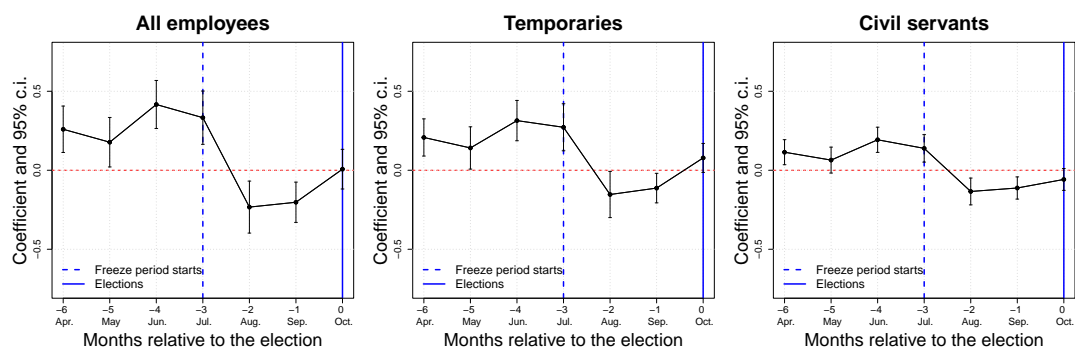 All employees
Coefficient and 95% c.i.
0.5
0.0
−0.5
Freeze period starts
Elections
−6 −5 −4 −3 −2 −1 0
Apr. May Jun. Jul. Aug. Sep. Oct.
Months relative to the election
Temporaries
Coefficient and 95% c.i.
0.5
0.0
−0.5
Freeze period starts
Elections
−6 −5 −4 −3 −2 −1 0
Apr. May Jun. Jul. Aug. Sep. Oct.
Months relative to the election
Civil servants
Coefficient and 95% c.i.
0.5
0.0
−0.5
Freeze period starts
Elections
−6 −5 −4 −3 −2 −1 0
Apr. May Jun. Jul. Aug. Sep. Oct.
Months relative to the election